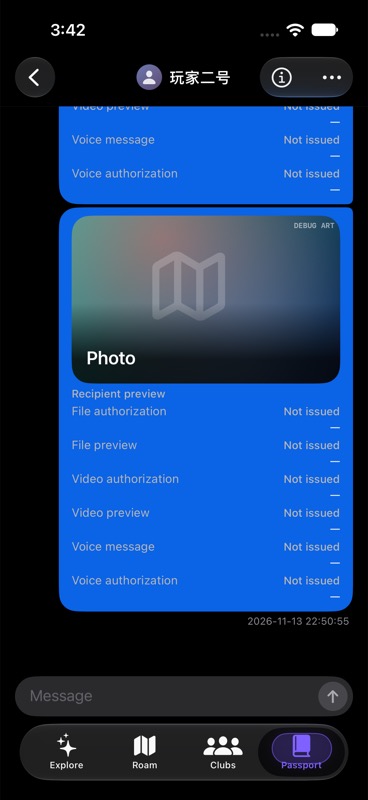 3:42
玩家二号
Video preview Not issued
—
Voice message Not issued
—
Voice authorization Not issued
—
DEBUG ART
Photo
Recipient preview
File authorization Not issued
—
File preview Not issued
—
Video authorization Not issued
—
Video preview Not issued
—
Voice message Not issued
—
Voice authorization Not issued
—
2026-11-13 22:50:55
Message
Explore Roam Clubs Passport